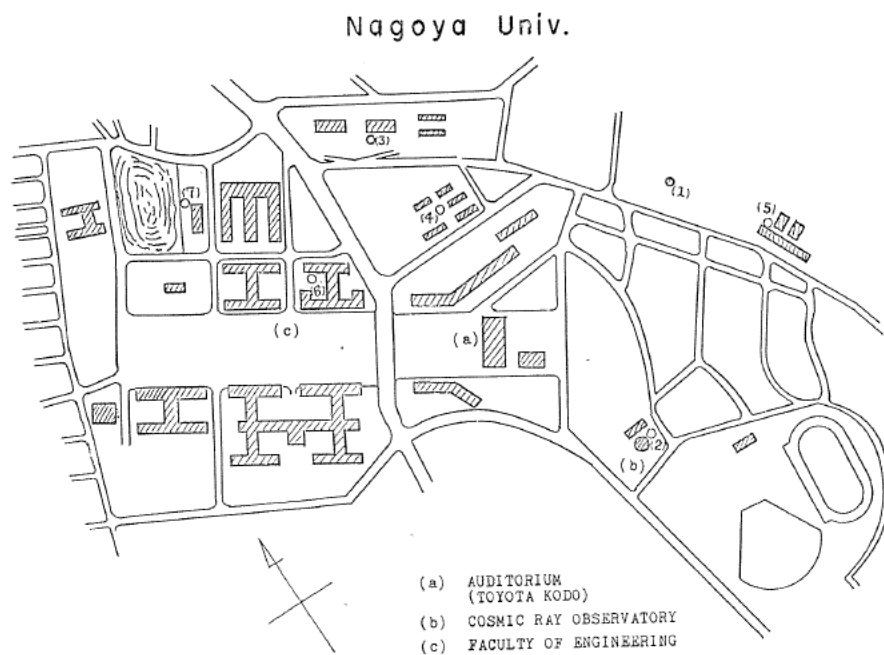 Nagoya Univ.
(3)
(1)
(7)
(4)
(5)
(6)
(c)
(a)
(2)
(b)
(a) AUDITORIUM
(TOYOTA KODO)
(b) COSMIC RAY OBSERVATORY
(c) FACULTY OF ENGINEERING